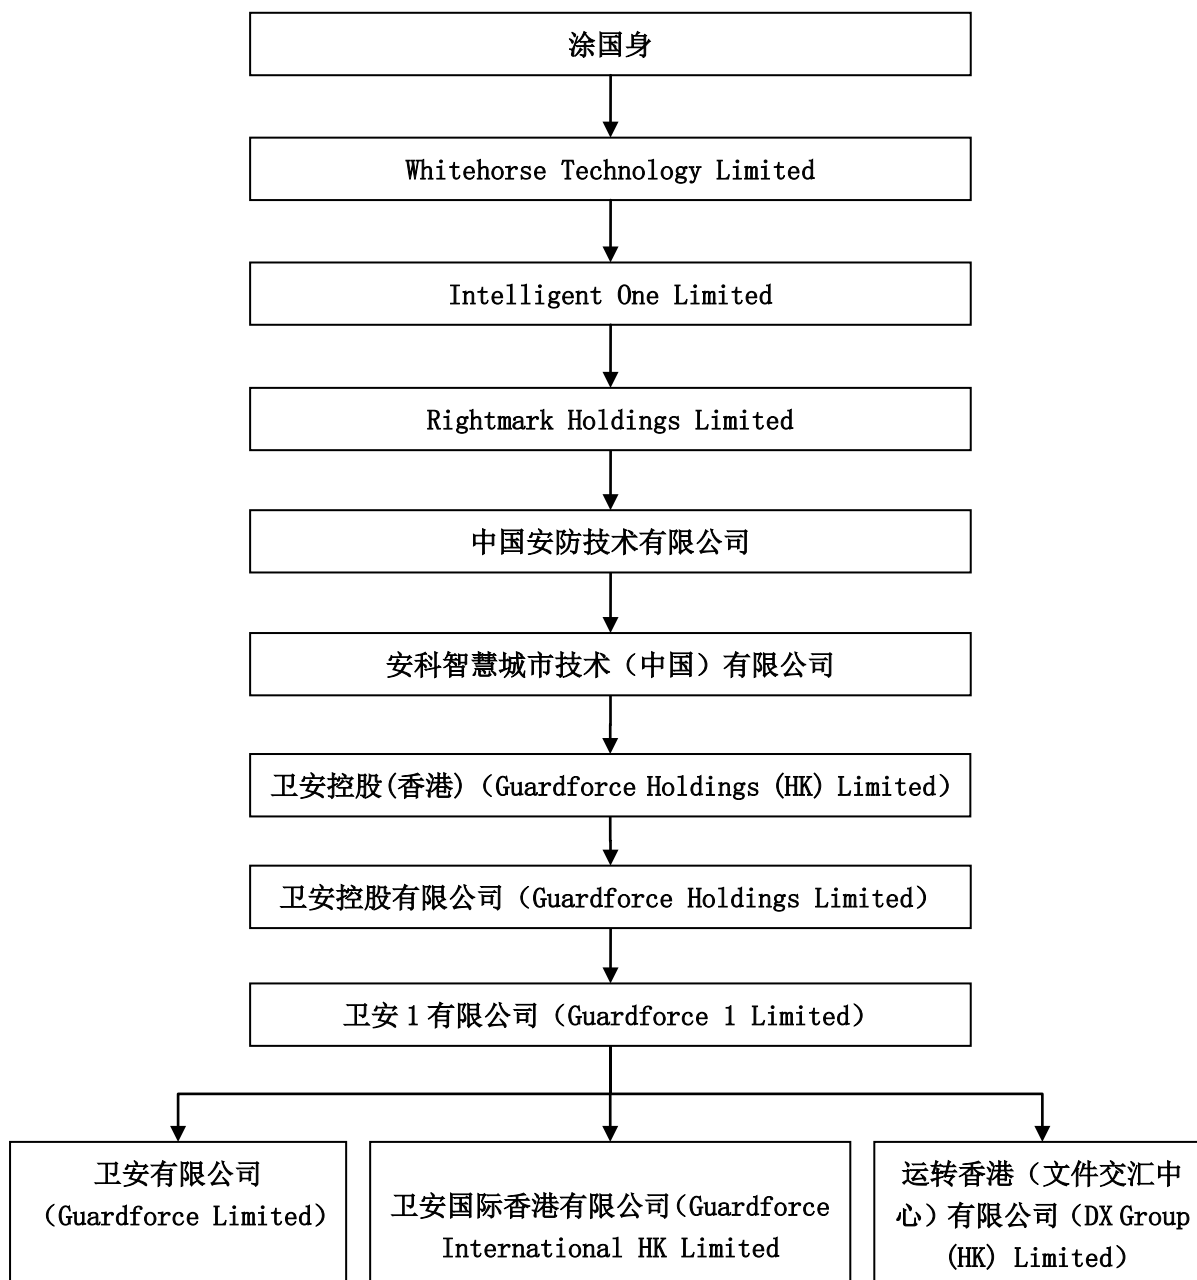 涂国身
Whitehorse Technology Limited
Intelligent One Limited
Rightmark Holdings Limited
中国安防技术有限公司
安科智慧城市技术（中国）有限公司
卫安控股(香港)（Guardforce Holdings (HK) Limited）
卫安控股有限公司（Guardforce Holdings Limited）
卫安 1 有限公司（Guardforce 1 Limited）
卫安有限公司
（Guardforce Limited）
卫安国际香港有限公司(Guardforce
International HK Limited
运转香港（文件交汇中
心）有限公司（DX Group
(HK) Limited）